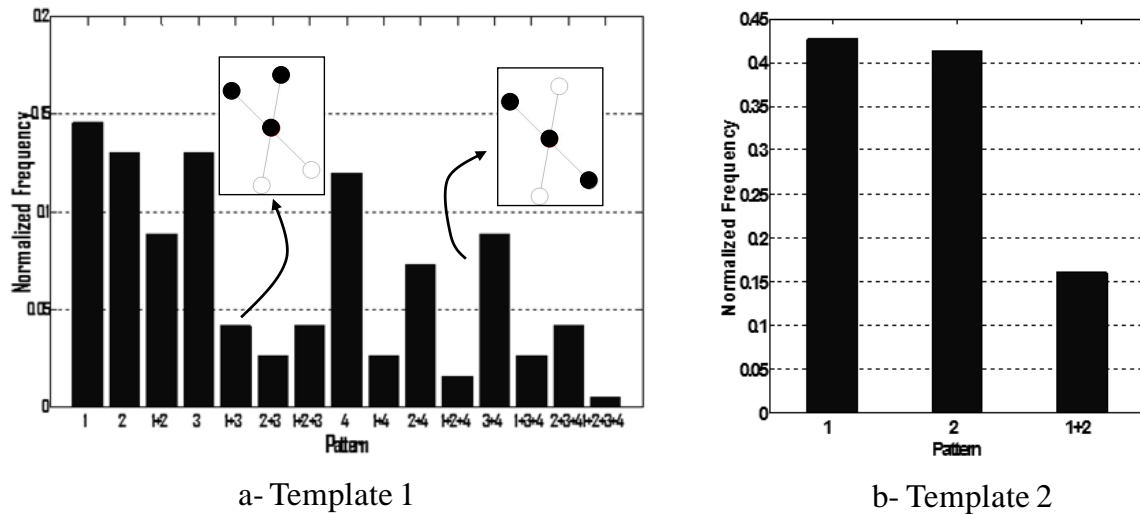 0.2
0.15
0.1
0.05
0
Normalized Frequency
1 2 1+2 3 1+3 2+3 1+2+3 4 1+4 2+4 1+2+4 3+4 1+3+4 2+3+4 1+2+3+4
Pattern
a- Template 1
0.45
0.4
0.35
0.3
0.25
0.2
0.15
0.1
0.05
0
Normalized Frequency
1 2 1+2
Pattern
b- Template 2